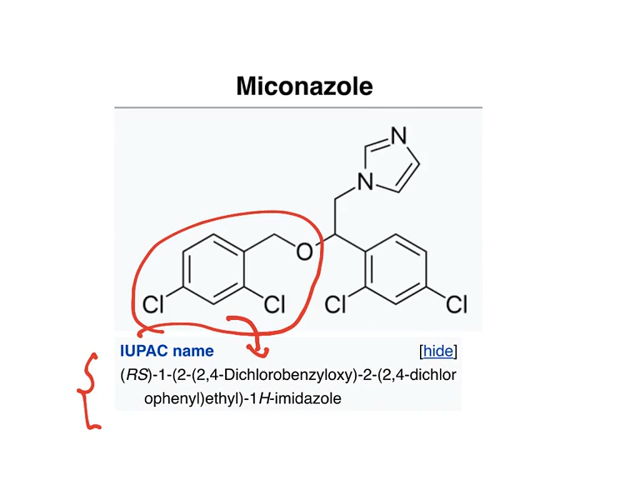 Miconazole
N
N
O
Cl
Cl
Cl
Cl
IUPAC name [hide]
(RS)-1-(2-(2,4-Dichlorobenzyloxy)-2-(2,4-dichlor
ophenyl)ethyl)-1H-imidazole